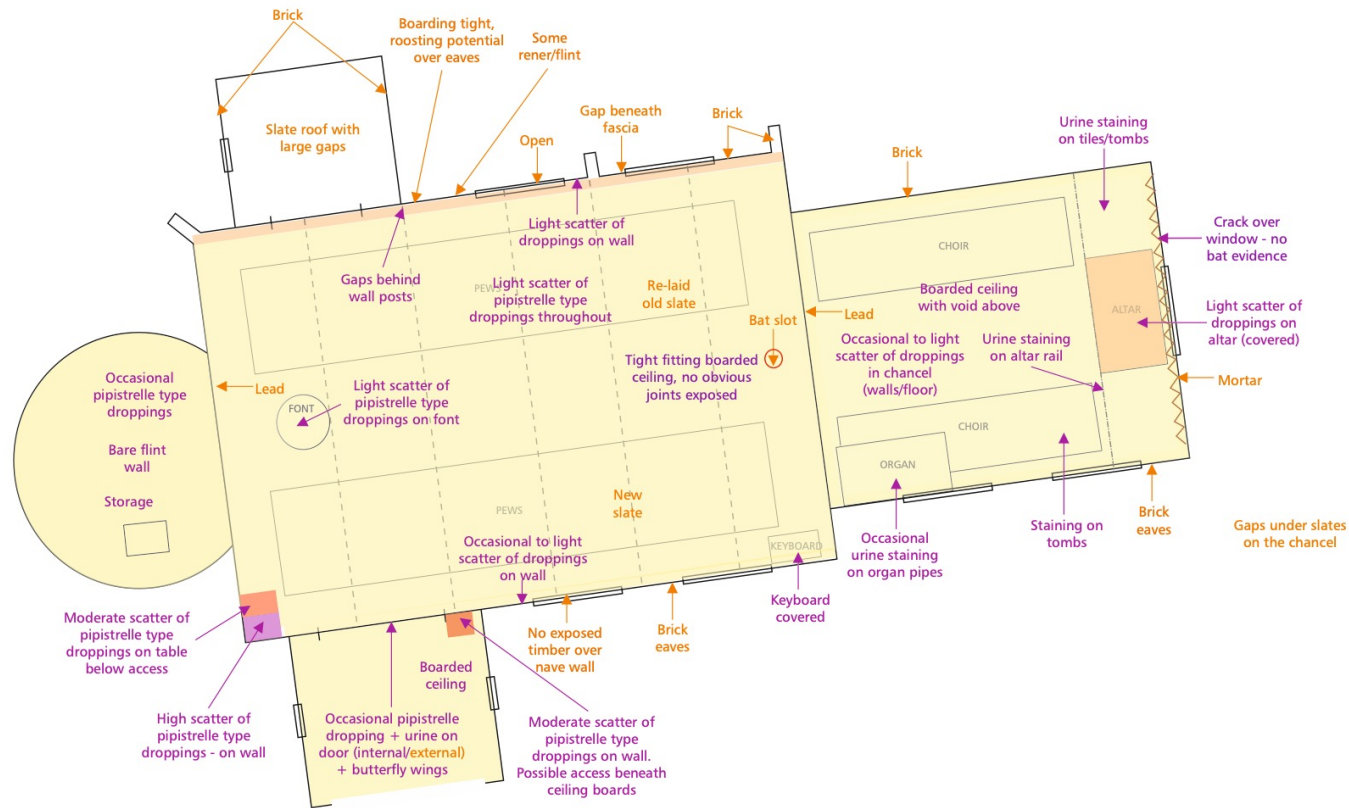 Brick
Boarding tight,
roosting potential
over eaves
Some
rener/flint
Gap beneath
fascia
Brick
Open
Slate roof with
large gaps
Brick
Urine staining
on tiles/tombs
Light scatter of
droppings on wall
CHOIR
Crack over
window - no
bat evidence
Gaps behind
wall posts
PEWS
Light scatter of
pipistrelle type
droppings throughout
Re-laid
old slate
Boarded ceiling
with void above
ALTAR
Light scatter of
droppings on
altar (covered)
Bat slot
Lead
Occasional to light
scatter of droppings
in chancel
(walls/floor)
Urine staining
on altar rail
Tight fitting boarded
ceiling, no obvious
joints exposed
Mortar
Occasional
pipistrelle type
droppings
Lead
Light scatter of
pipistrelle type
droppings on font
FONT
Bare flint
wall
Storage
CHOIR
ORGAN
New
slate
PEWS
Occasional to light
scatter of droppings
on wall
KEYBOARD
Occasional
urine staining
on organ pipes
Staining on
tombs
Brick
eaves
Gaps under slates
on the chancel
Keyboard
covered
Moderate scatter of
pipistrelle type
droppings on table
below access
No exposed
timber over
nave wall
Brick
eaves
Boarded
ceiling
High scatter of
pipistrelle type
droppings - on wall
Occasional pipistrelle
dropping + urine on
door (internal/external)
+ butterfly wings
Moderate scatter of
pipistrelle type
droppings on wall.
Possible access beneath
ceiling boards